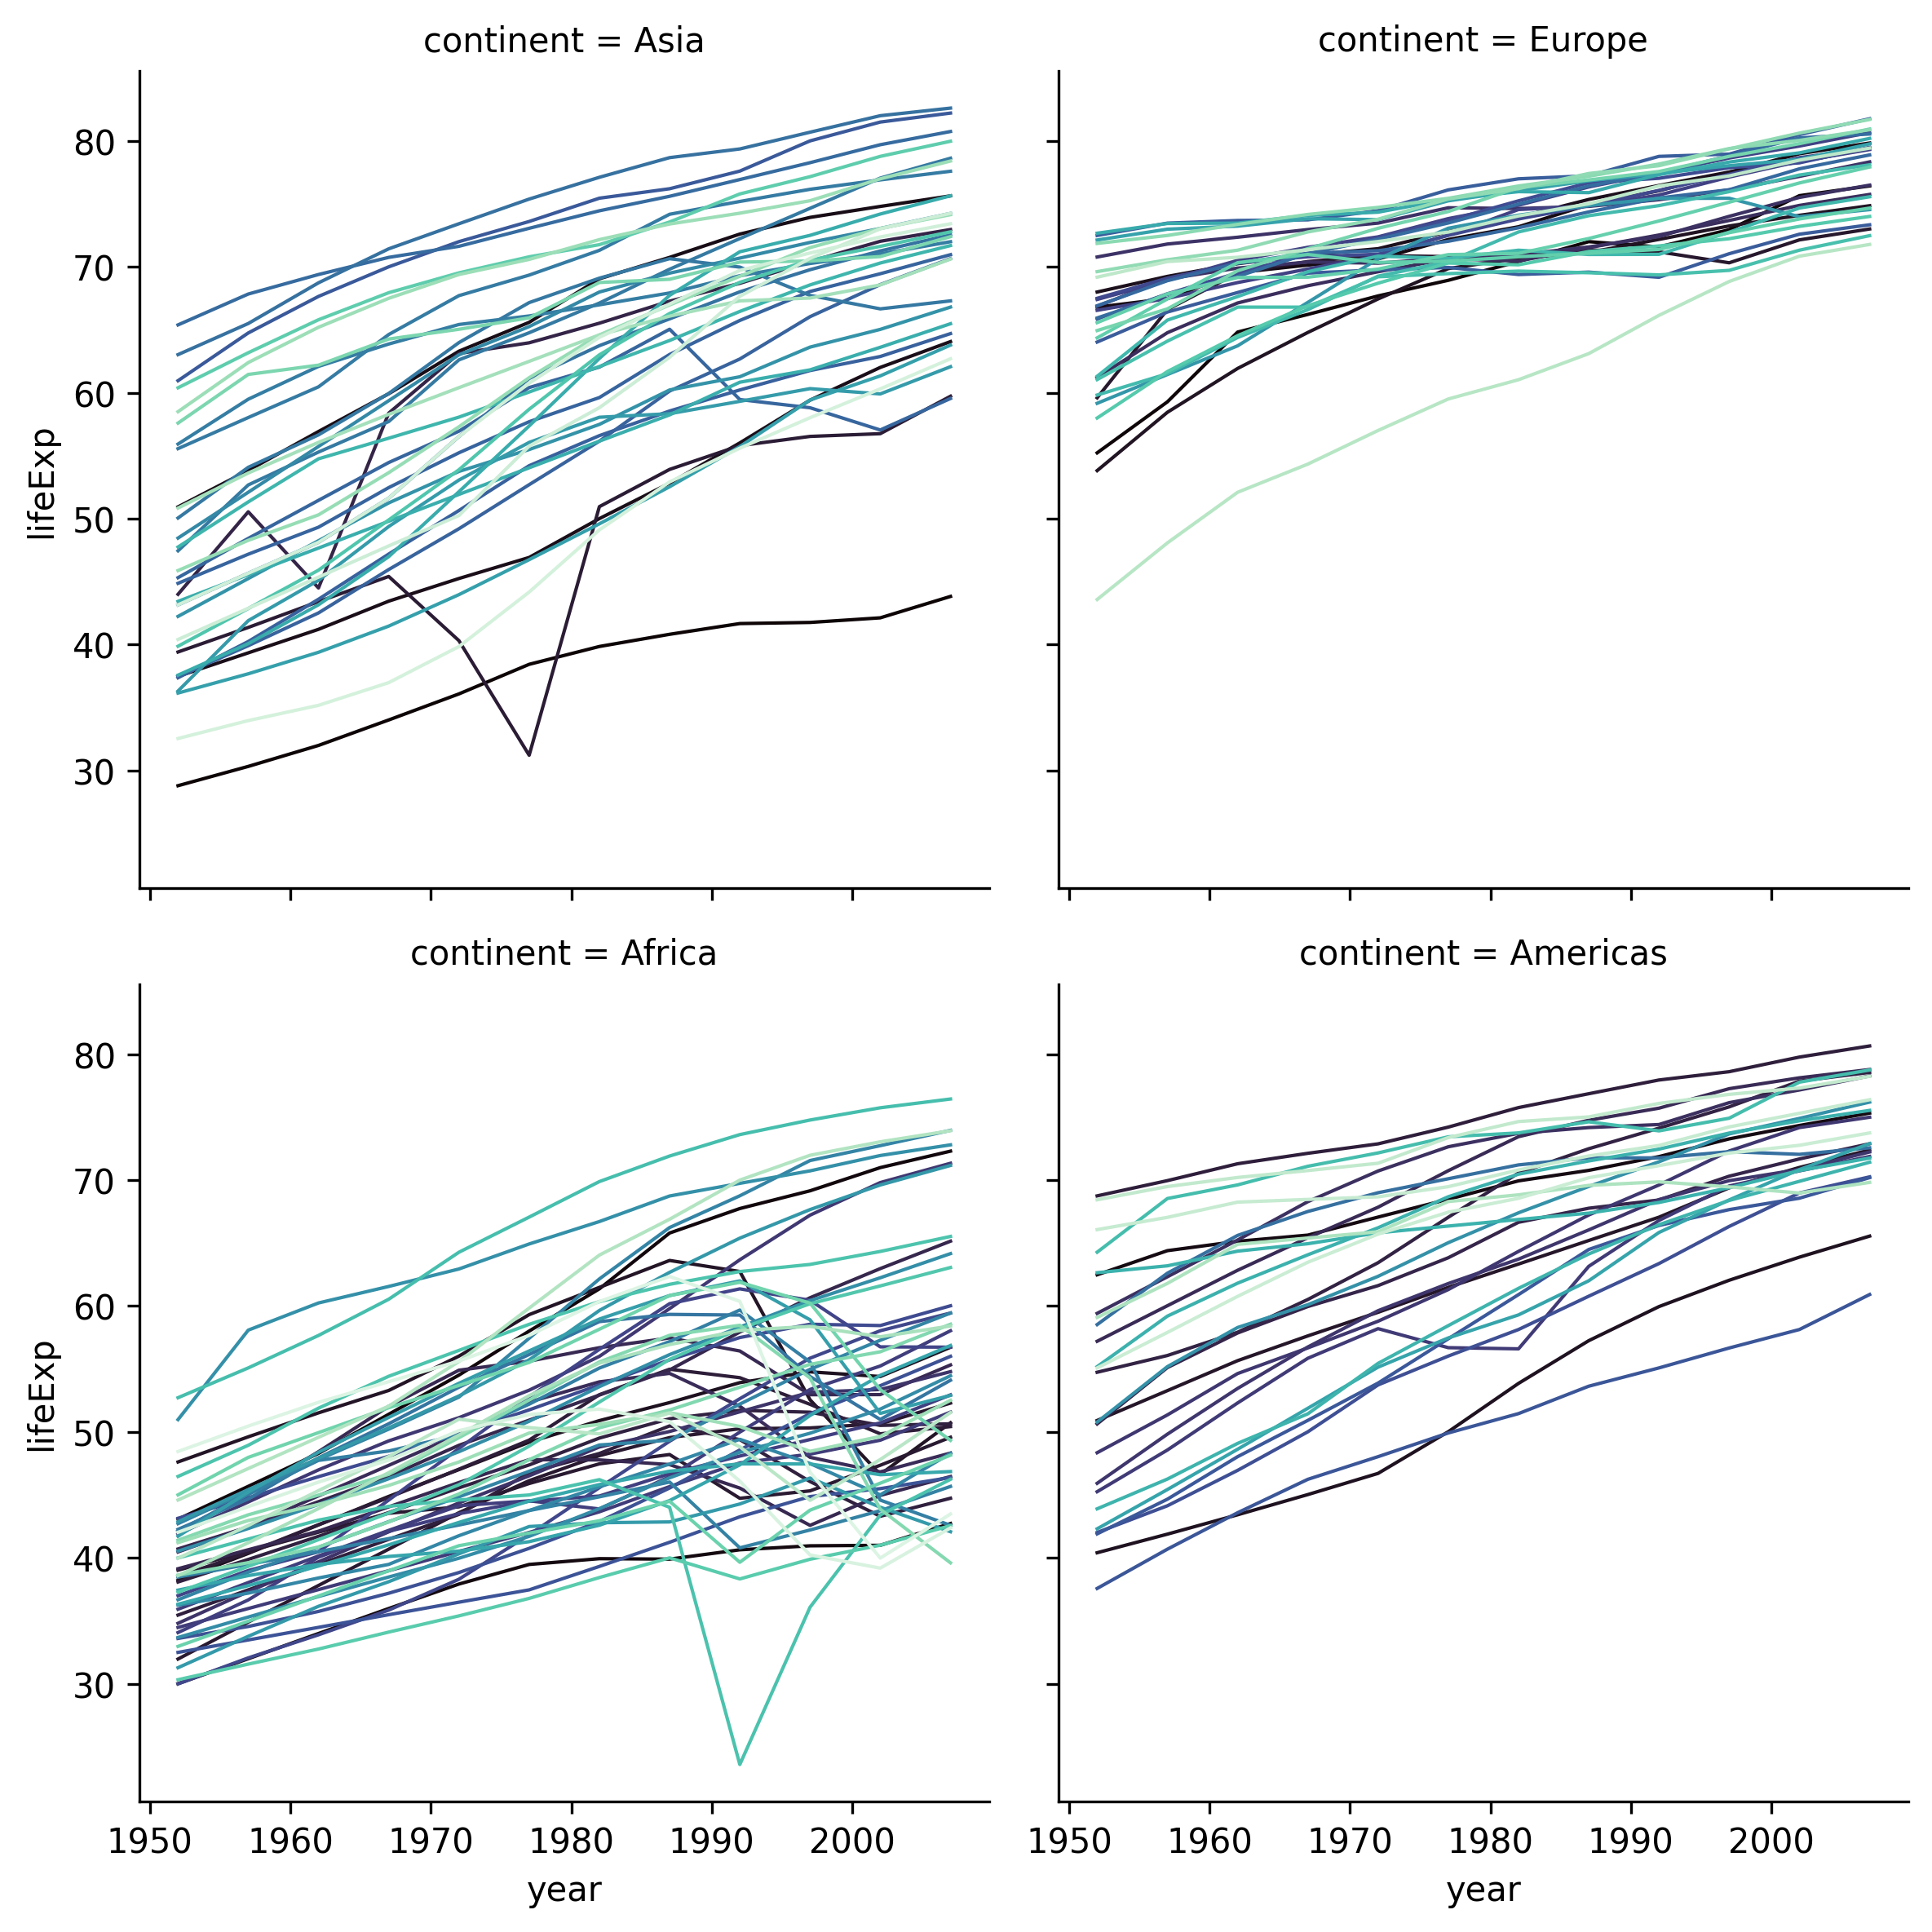 continent = Asia
continent = Europe
lifeExp
80
70
60
50
40
30
continent = Africa
continent = Americas
lifeExp
80
70
60
50
40
30
1950 1960 1970 1980 1990 2000
1950 1960 1970 1980 1990 2000
year
year